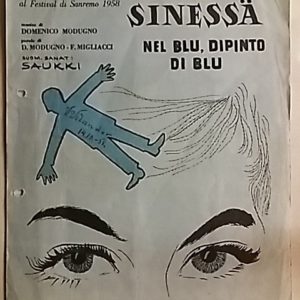 al Festival di Sanremo 1958
SINESSÄ
musica di
DOMENICO MODUGNO
parole di
D. MODUGNO - F. MIGLIACCI
SUOM. SANAT:
SAUKKI
NEL BLU, DIPINTO
DI BLU